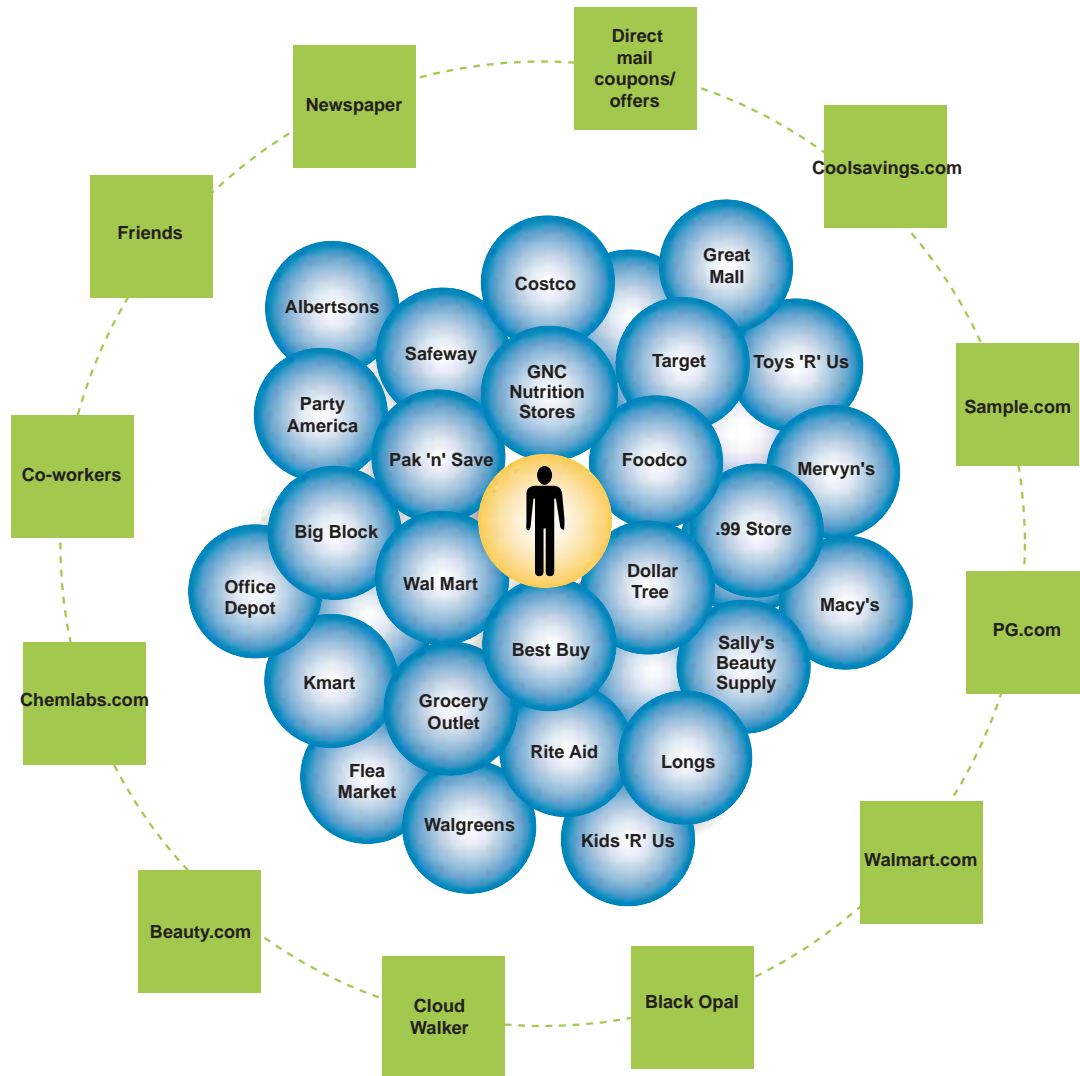 Direct
mail
coupons/
offers
Newspaper
Coolsavings.com
Friends
Great
Mall
Costco
Albertsons
Safeway
Target
Toys 'R' Us
GNC
Nutrition
Stores
Party
America
Sample.com
Pak 'n' Save
Foodco
Mervyn's
Co-workers
Big Block
.99 Store
Office
Depot
Wal Mart
Dollar
Tree
Macy's
PG.com
Best Buy
Sally's
Beauty
Supply
Chemlabs.com
Kmart
Grocery
Outlet
Rite Aid
Longs
Flea
Market
Walgreens
Kids 'R' Us
Walmart.com
Beauty.com
Black Opal
Cloud
Walker